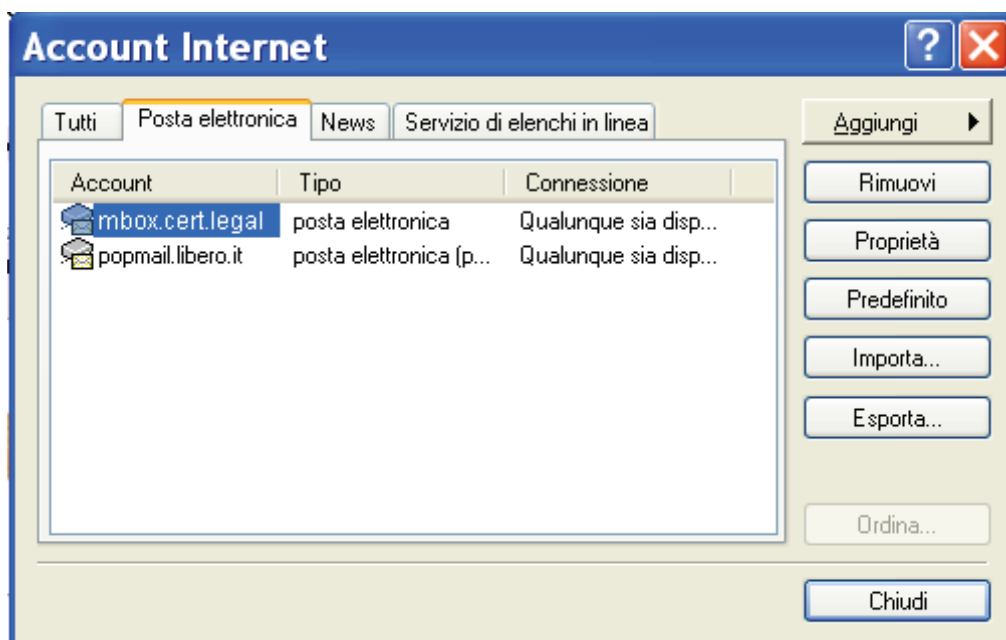 Account Internet
Tutti Posta elettronica News Servizio di elenchi in linea
Account Tipo Connessione
mbox.cert.legal posta elettronica Qualunque sia disp...
popmail.libero.it posta elettronica (p... Qualunque sia disp...
Aggiungi
Rimuovi
Proprietà
Predefinito
Importa...
Esporta...
Ordina...
Chiudi